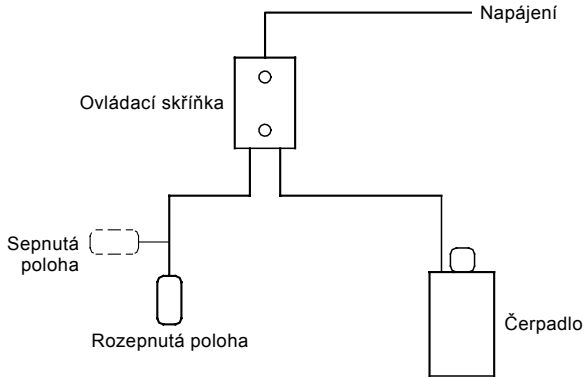 Napájení
Ovládací skříňka
Sepnutá
poloha
Rozepnutá poloha
Čerpadlo